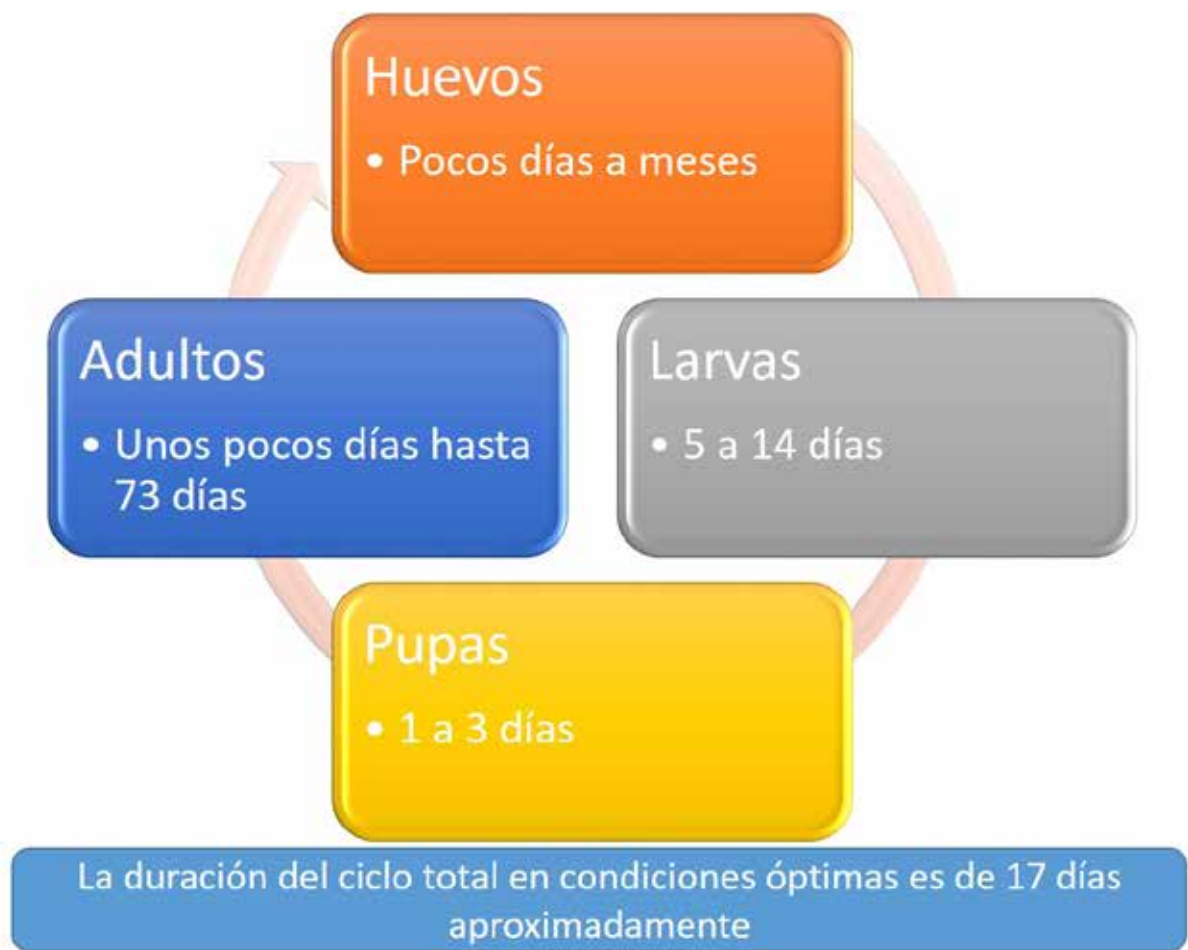 Huevos
• Pocos días a meses
Larvas
• 5 a 14 días
Pupas
• 1 a 3 días
Adultos
• Unos pocos días hasta
73 días
La duración del ciclo total en condiciones óptimas es de 17 días
aproximadamente